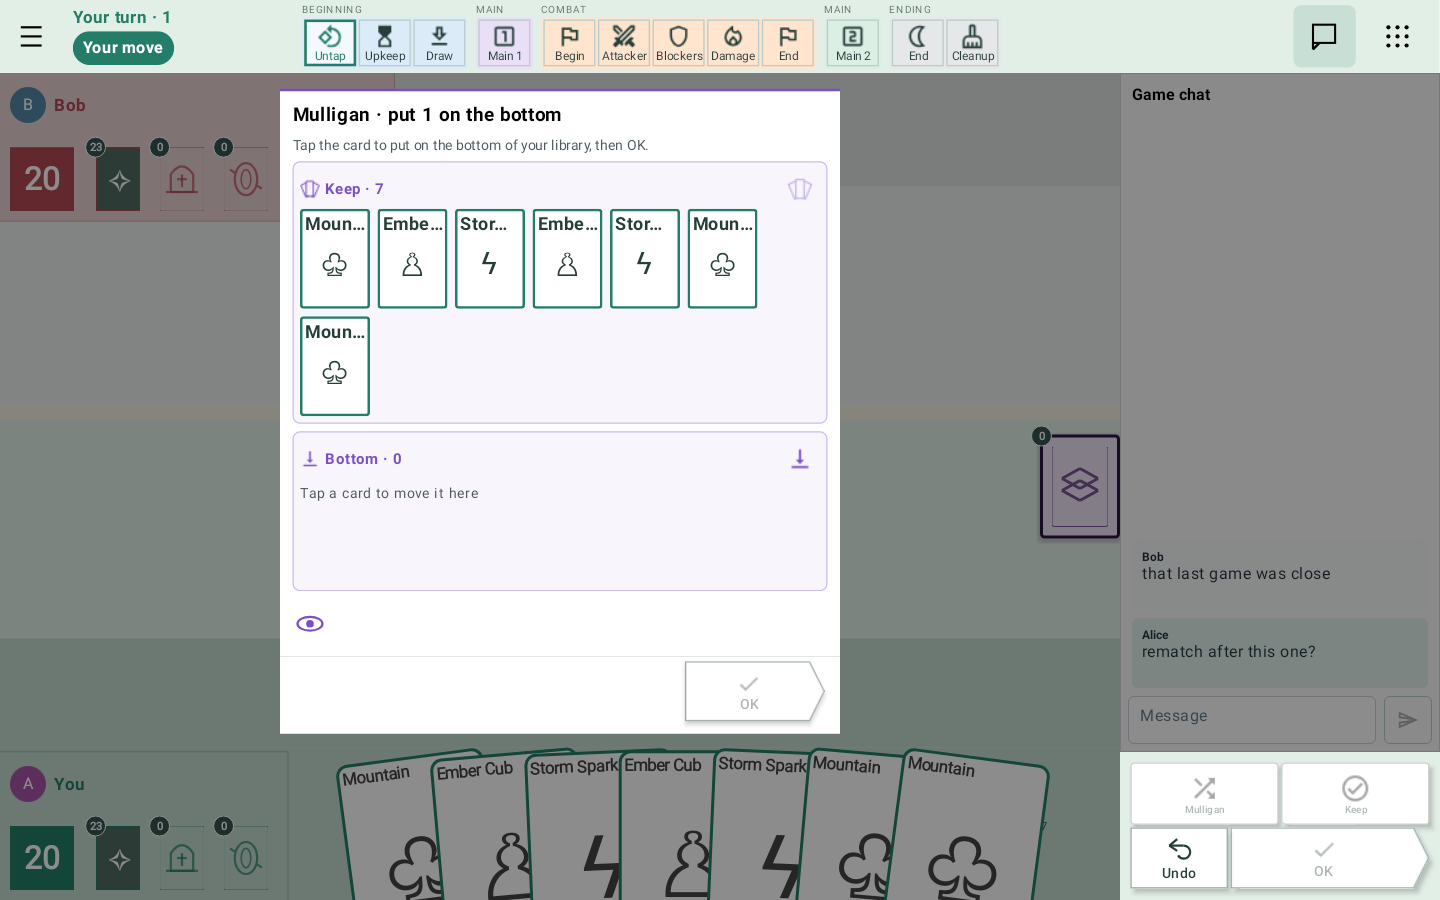 Your turn · 1
Your move
BEGINNING
Untap
Upkeep
Draw
MAIN
Main 1
COMBAT
Begin
Attacker
Blockers
Damage
End
MAIN
Main 2
ENDING
End
Cleanup
B
Bob
20
23
0
0
Mulligan · put 1 on the bottom
Tap the card to put on the bottom of your library, then OK.
Keep · 7
Moun...
Embe...
Stor...
Embe...
Stor...
Moun...
Moun...
Bottom · 0
Tap a card to move it here
OK
0
Game chat
Bob
that last game was close
Alice
rematch after this one?
Message
A
You
20
23
0
0
Mountain
Ember Cub
Storm Spark
Ember Cub
Storm Spark
Mountain
Mountain
7
Mulligan
Keep
Undo
OK